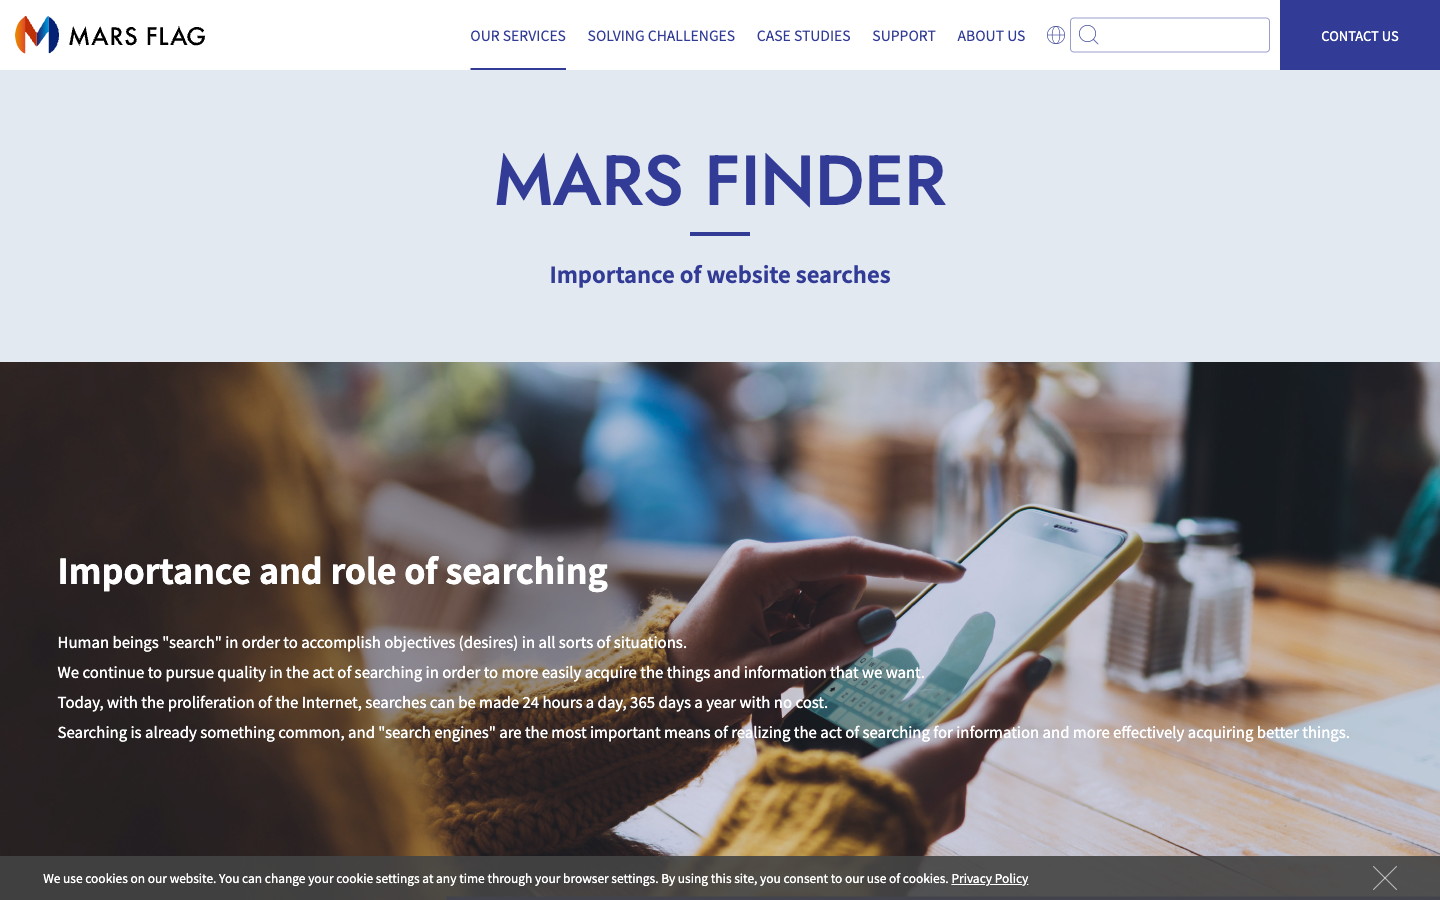 MARS FLAG
OUR SERVICES
SOLVING CHALLENGES
CASE STUDIES
SUPPORT
ABOUT US
CONTACT US
MARS FINDER
Importance of website searches
Importance and role of searching
Human beings "search" in order to accomplish objectives (desires) in all sorts of situations.
We continue to pursue quality in the act of searching in order to more easily acquire the things and information that we want.
Today, with the proliferation of the Internet, searches can be made 24 hours a day, 365 days a year with no cost.
Searching is already something common, and "search engines" are the most important means of realizing the act of searching for information and more effectively acquiring better things.
We use cookies on our website. You can change your cookie settings at any time through your browser settings. By using this site, you consent to our use of cookies. Privacy Policy